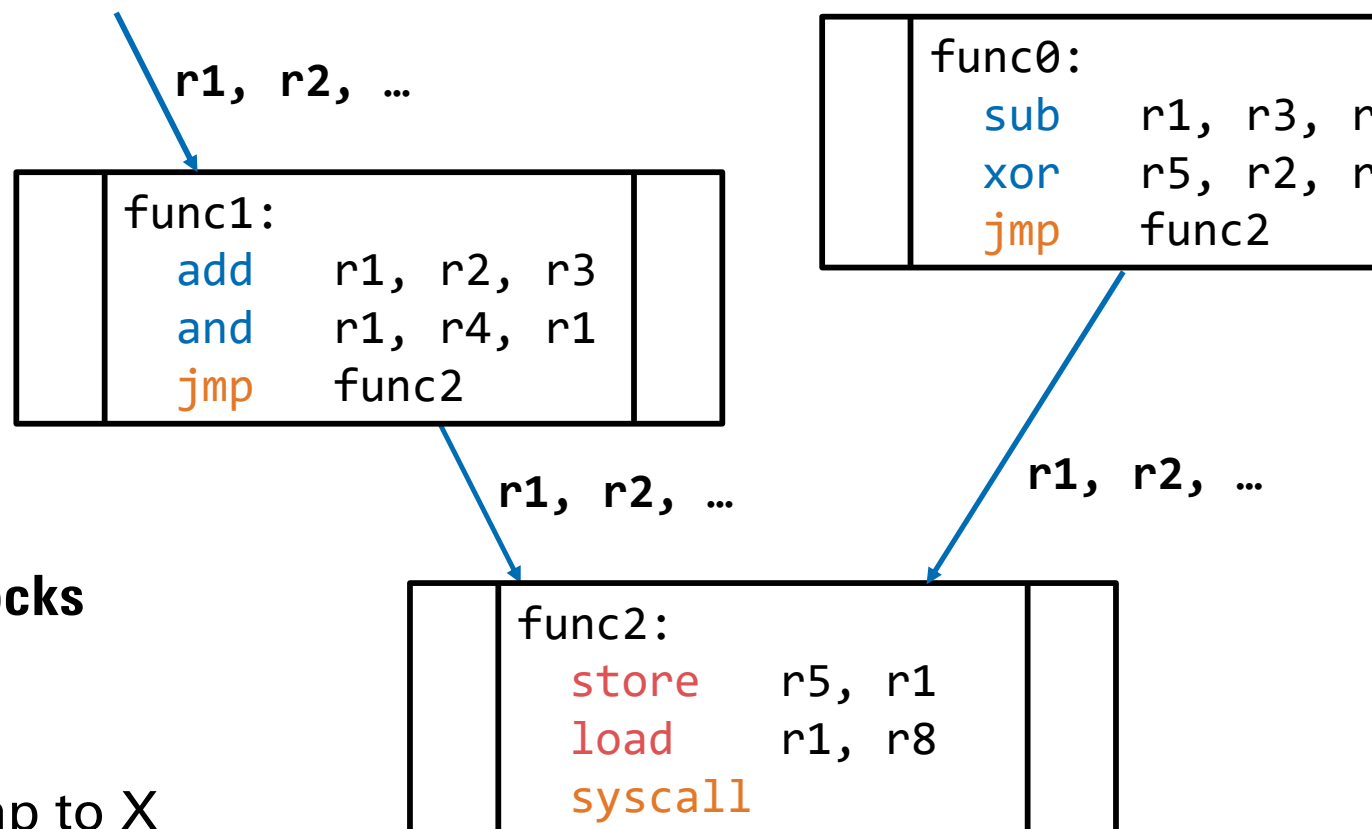 r1, r2, …
func0:
sub r1, r3,
xor r5, r2,
jmp func2
func1:
add r1, r2, r3
and r1, r4, r1
jmp func2
r1, r2, …
r1, r2, …
func2:
store r5, r1
load r1, r8
syscall
to X